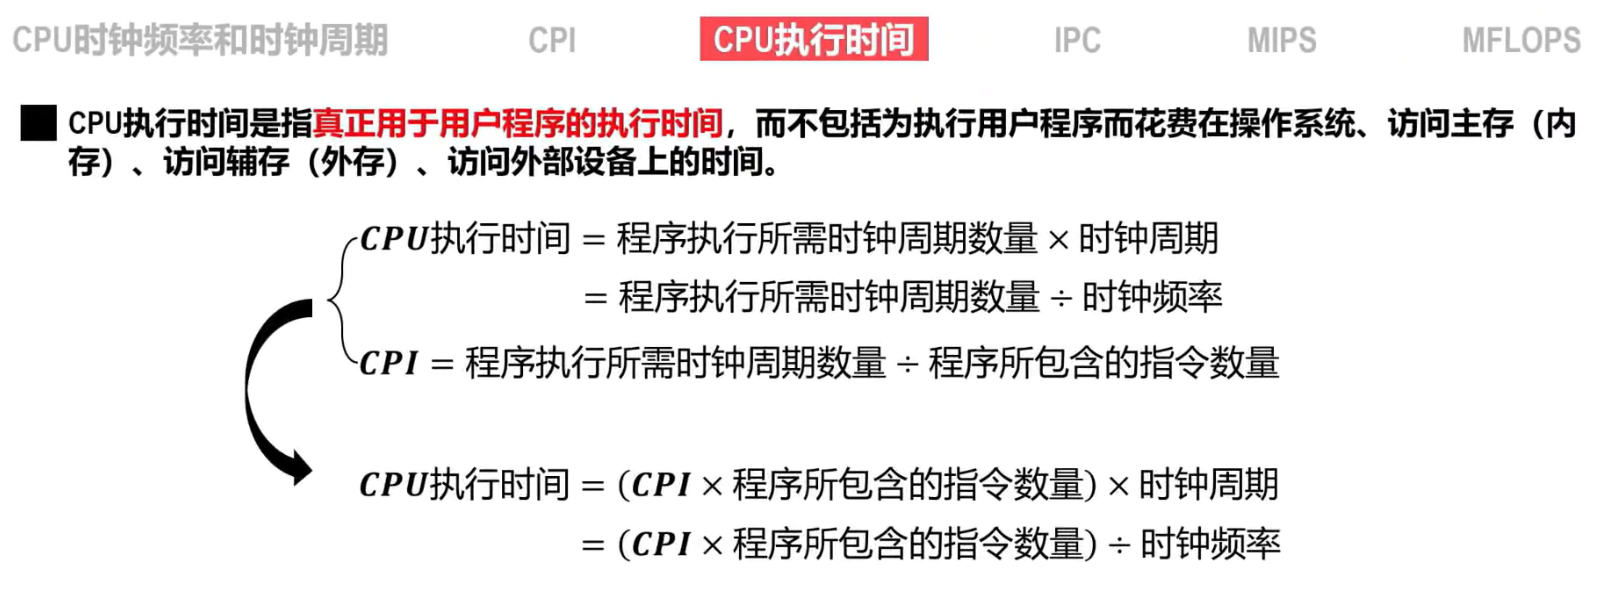 CPU时钟频率和时钟周期 CPI CPU执行时间 IPC MIPS MFLOPS
CPU执行时间是指真正用于用户程序的执行时间，而不包括为执行用户程序而花费在操作系统、访问主存（内
存）、访问辅存（外存）、访问外部设备上的时间。
CPU执行时间 = 程序执行所需时钟周期数量 × 时钟周期
= 程序执行所需时钟周期数量 ÷ 时钟频率
CPI = 程序执行所需时钟周期数量 ÷ 程序所包含的指令数量
CPU执行时间 = (CPI × 程序所包含的指令数量) × 时钟周期
= (CPI × 程序所包含的指令数量) ÷ 时钟频率